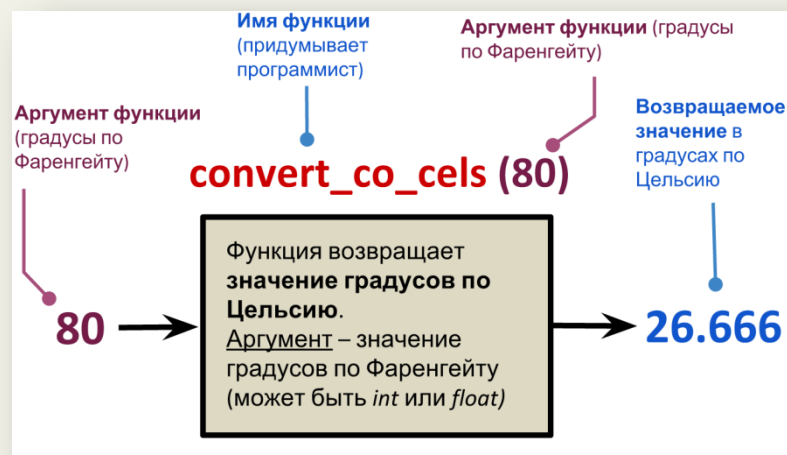 Имя функции
(придумывает
программист)
Аргумент функции (градусы
по Фаренгейту)
Аргумент функции
(градусы по
Фаренгейту)
Возвращаемое
значение в
градусах по
Цельсию
convert_co_cels (80)
Функция возвращает
значение градусов по
Цельсию.
Аргумент – значение
градусов по Фаренгейту
(может быть int или float)
80
26.666